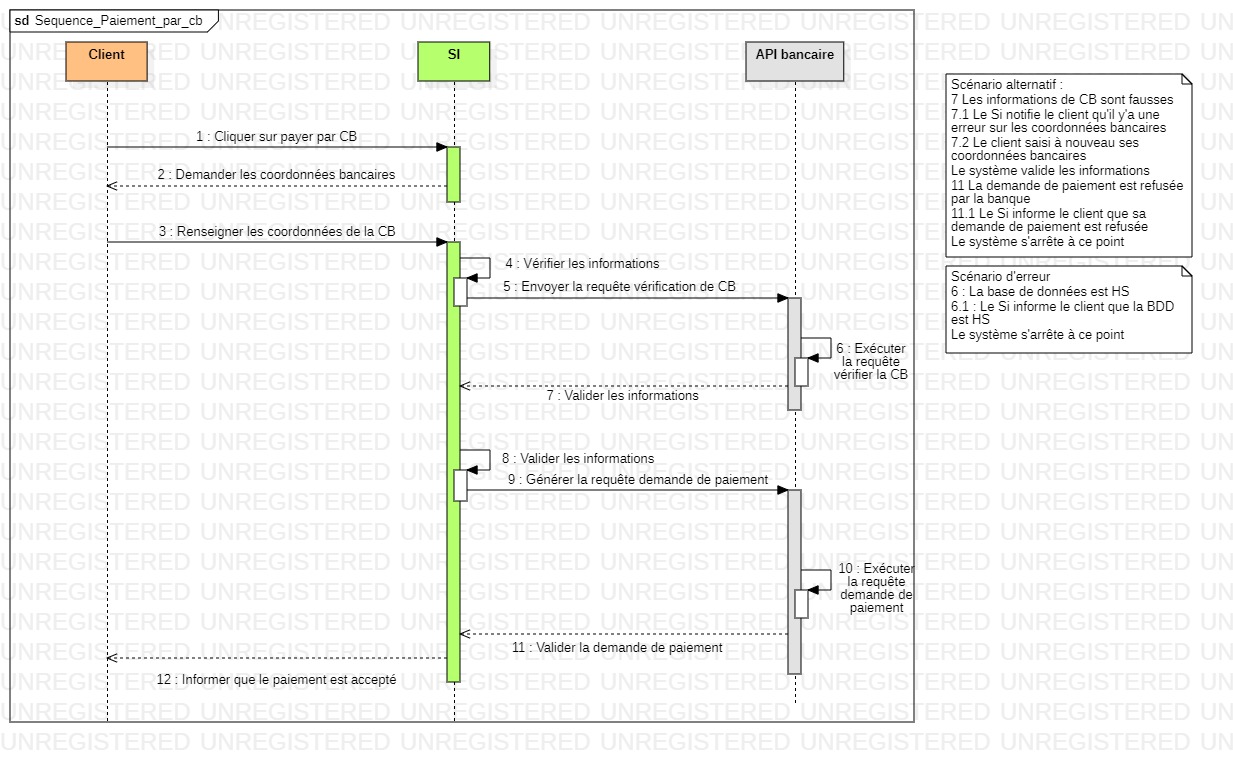 sd Sequence_Paiement_par_cb
Client
SI
API bancaire
1 : Cliquer sur payer par CB
2 : Demander les coordonnées bancaires
3 : Renseigner les coordonnées de la CB
4 : Vérifier les informations
5 : Envoyer la requête vérification de CB
6 : Exécuter
la requête
vérifier la CB
7 : Valider les informations
8 : Valider les informations
9 : Générer la requête demande de paiement
10 : Exécuter
la requête
demande de
paiement
11 : Valider la demande de paiement
12 : Informer que le paiement est accepté
Scénario alternatif :
7 Les informations de CB sont fausses
7.1 Le Si notifie le client qu'il y'a une
erreur sur les coordonnées bancaires
7.2 Le client saisi à nouveau ses
coordonnées bancaires
Le système valide les informations
11 La demande de paiement est refusée
par la banque
11.1 Le Si informe le client que sa
demande de paiement est refusée
Le système s'arrête à ce point
Scénario d'erreur
6 : La base de données est HS
6.1 : Le Si informe le client que la BDD
est HS
Le système s'arrête à ce point
UNREGISTERED